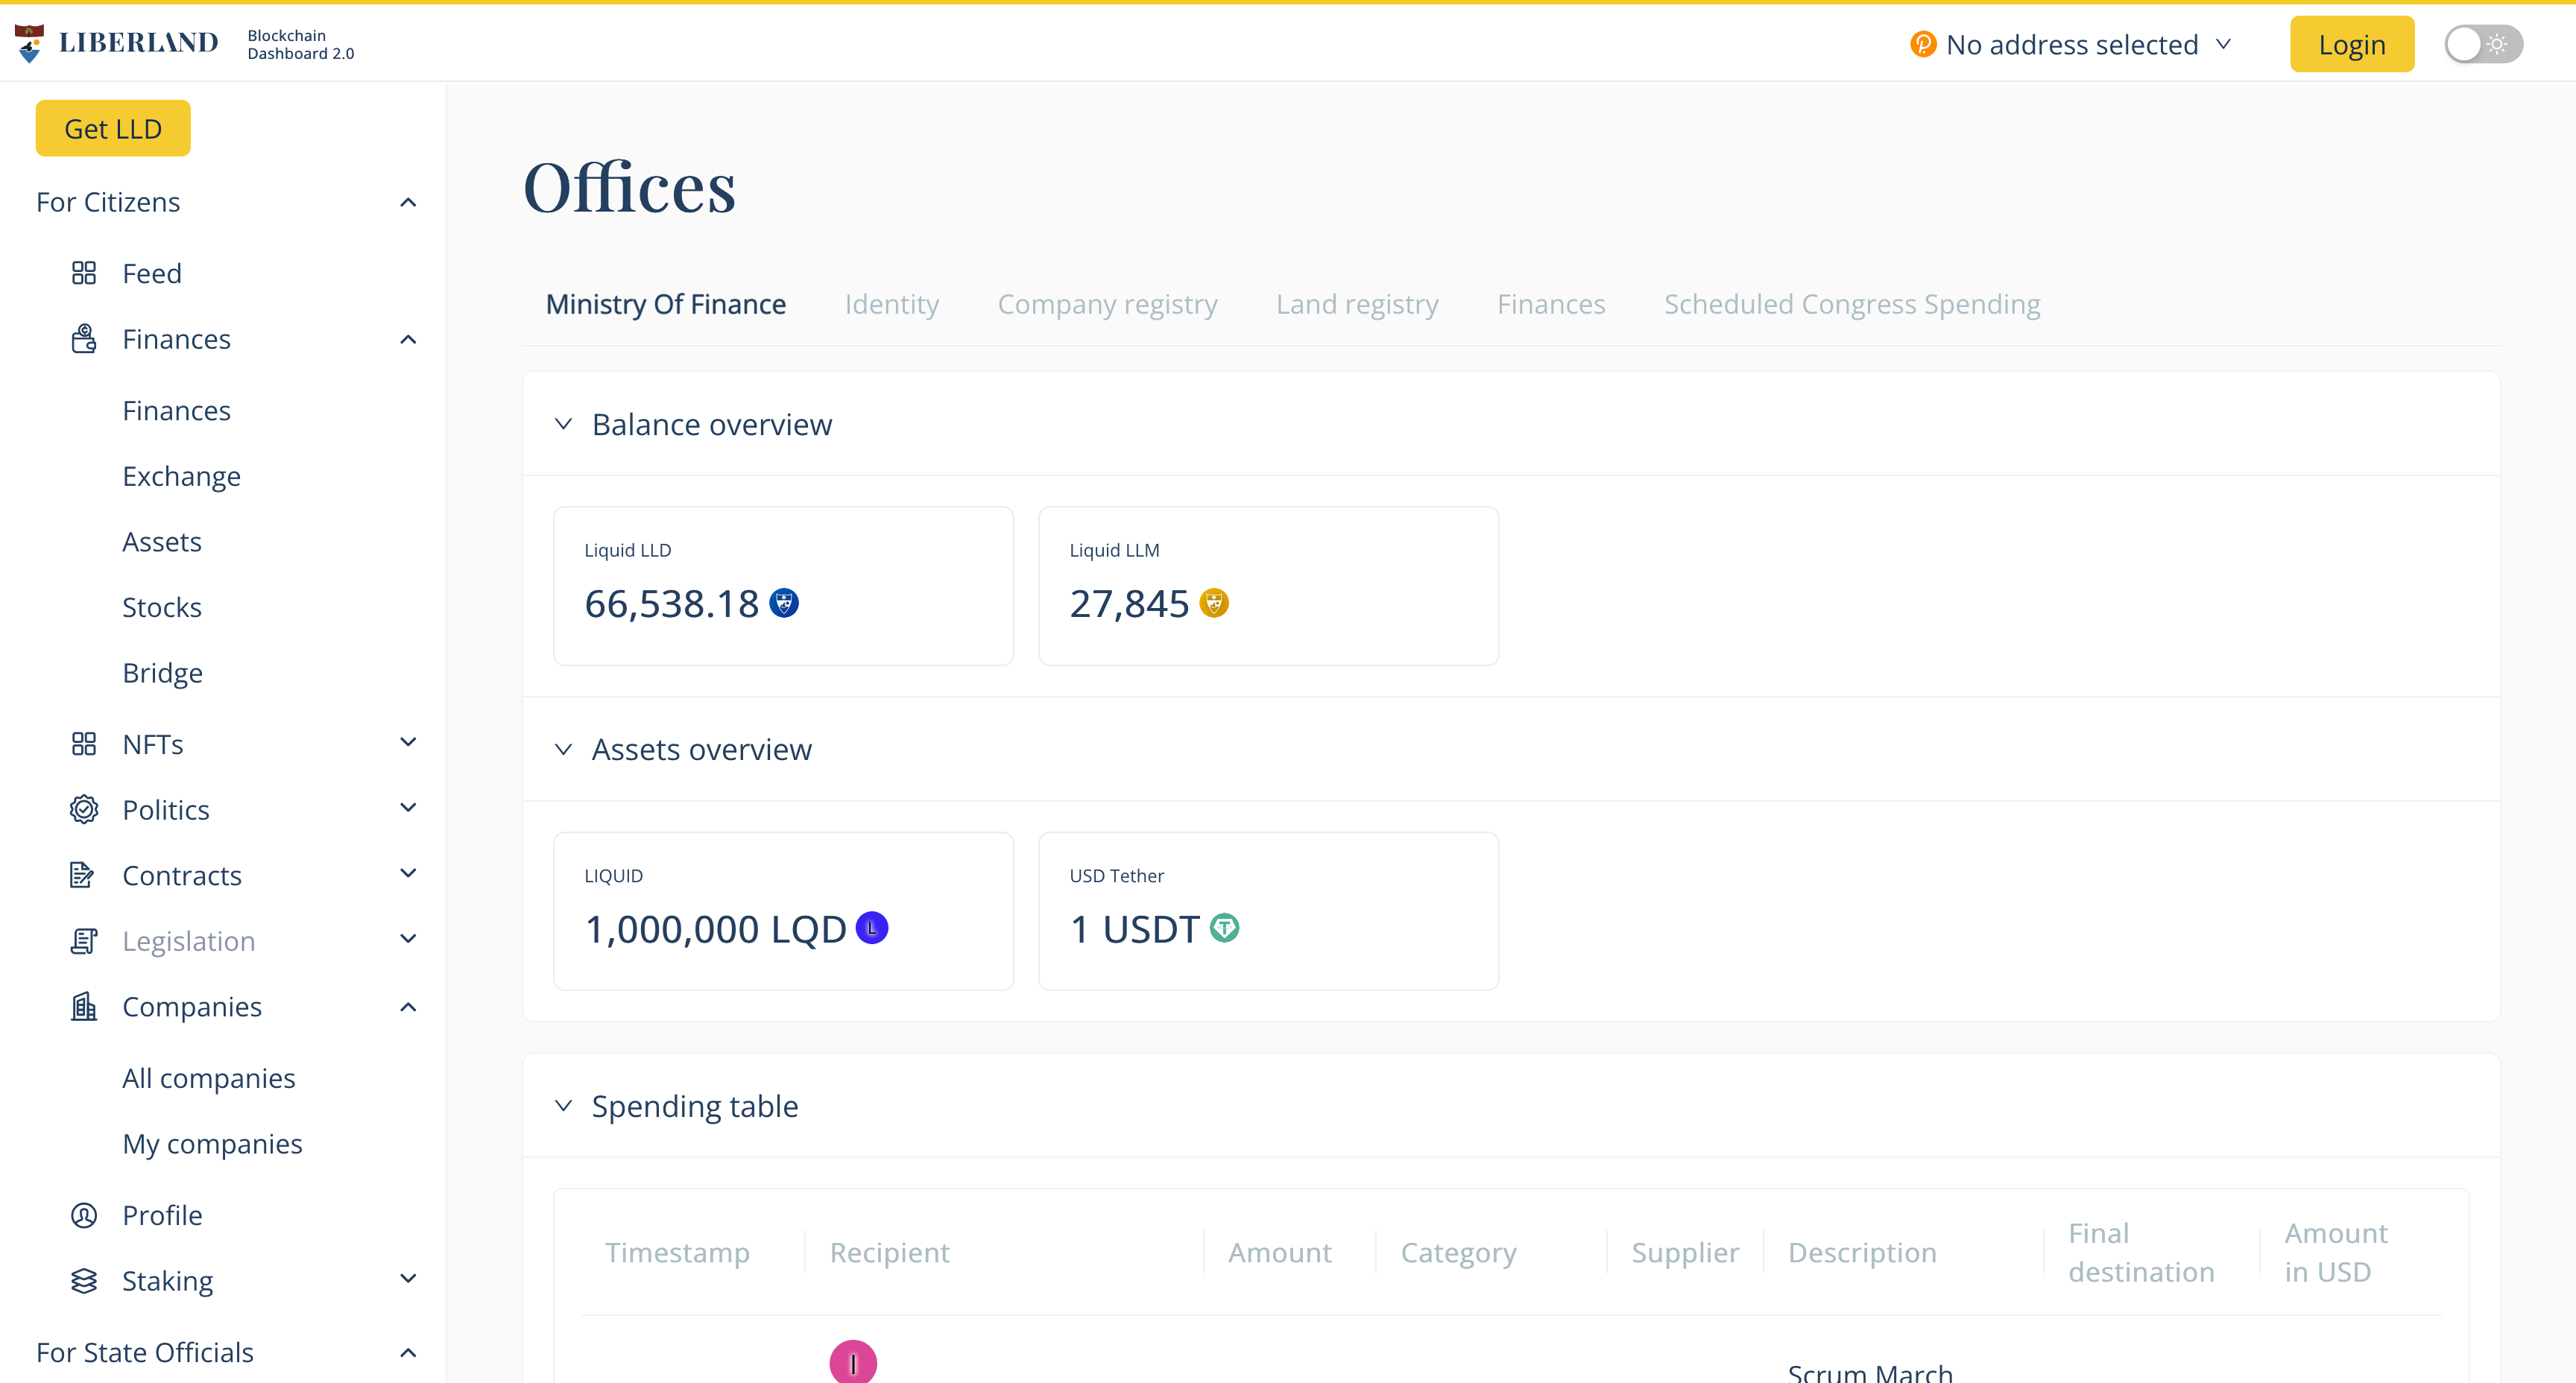 LIBERLAND
Blockchain
Dashboard 2.0
No address selected
Login
Get LLD
For Citizens
Feed
Finances
Finances
Exchange
Assets
Stocks
Bridge
NFTs
Politics
Contracts
Legislation
Companies
All companies
My companies
Profile
Staking
For State Officials
Offices
Ministry Of Finance
Identity
Company registry
Land registry
Finances
Scheduled Congress Spending
Balance overview
Liquid LLD
66,538.18
Liquid LLM
27,845
Assets overview
LIQUID
1,000,000 LQD
L
USD Tether
1 USDT
Spending table
Timestamp
Recipient
Amount
Category
Supplier
Description
Final
destination
Amount
in USD
I
Scrum March